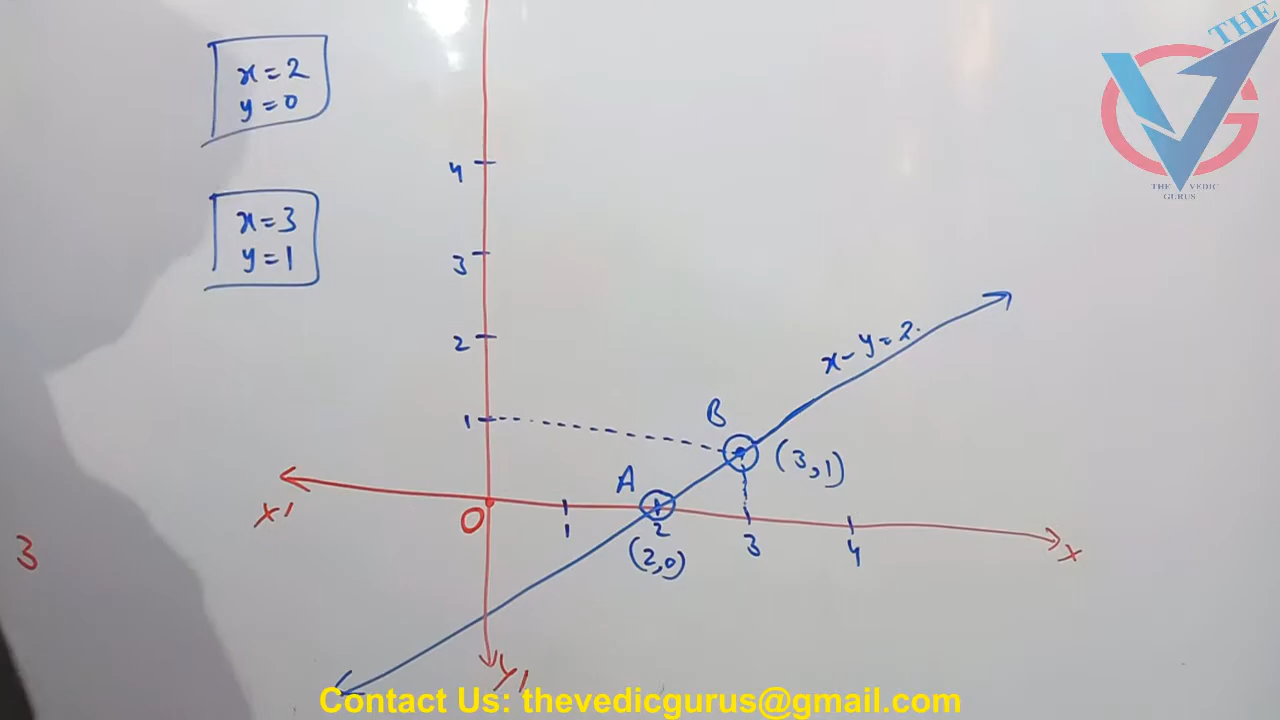 THE
THE VEDIC
GURUS
x=2
y=0
x=3
y=1
4
3
2
1
x-y=2
B
(3,1)
A
X'
O
1
2
3
4
X
(2,0)
3
Y'
Contact Us: thevedicgurus@gmail.com